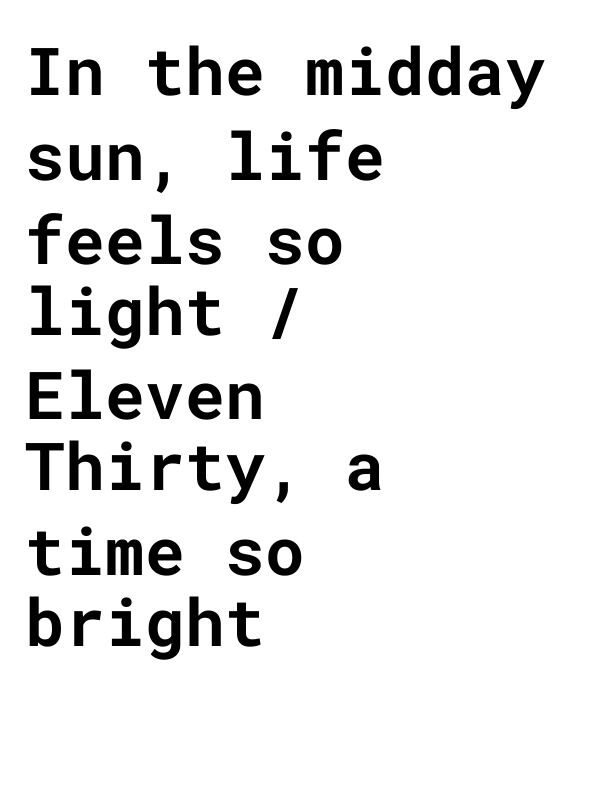 In the midday
sun, life
feels so
light /
Eleven
Thirty, a
time so
bright